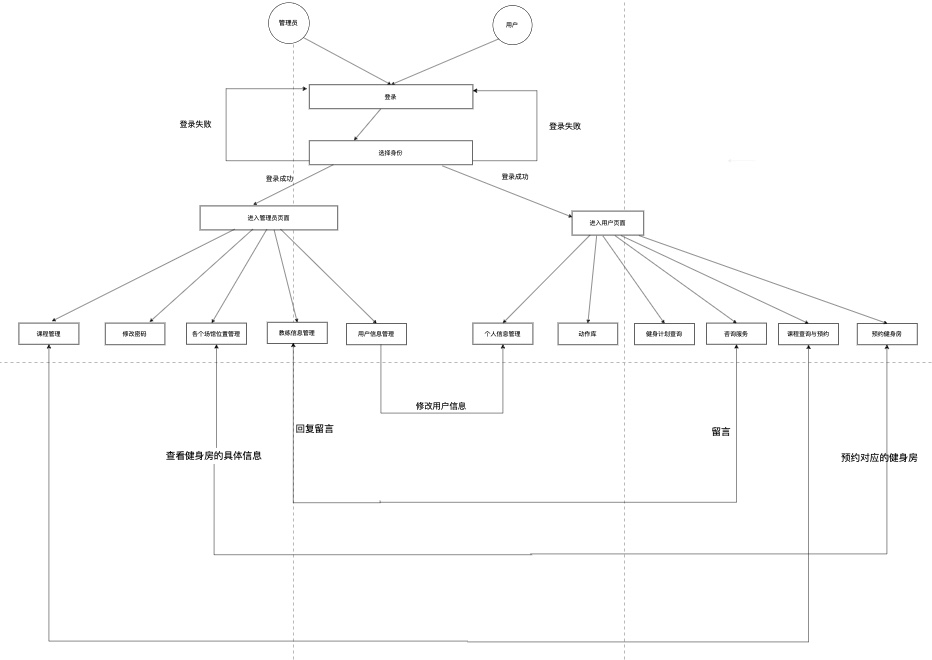 管理员
用户
登录
登录失败
登录失败
选择身份
登录成功
登录成功
进入管理员页面
进入用户页面
课程管理
修改密码
各个场馆位置管理
教练信息管理
用户信息管理
个人信息管理
动作库
健身计划查询
咨询服务
课程查询与预约
预约健身房
修改用户信息
回复留言
留言
查看健身房的具体信息
预约对应的健身房